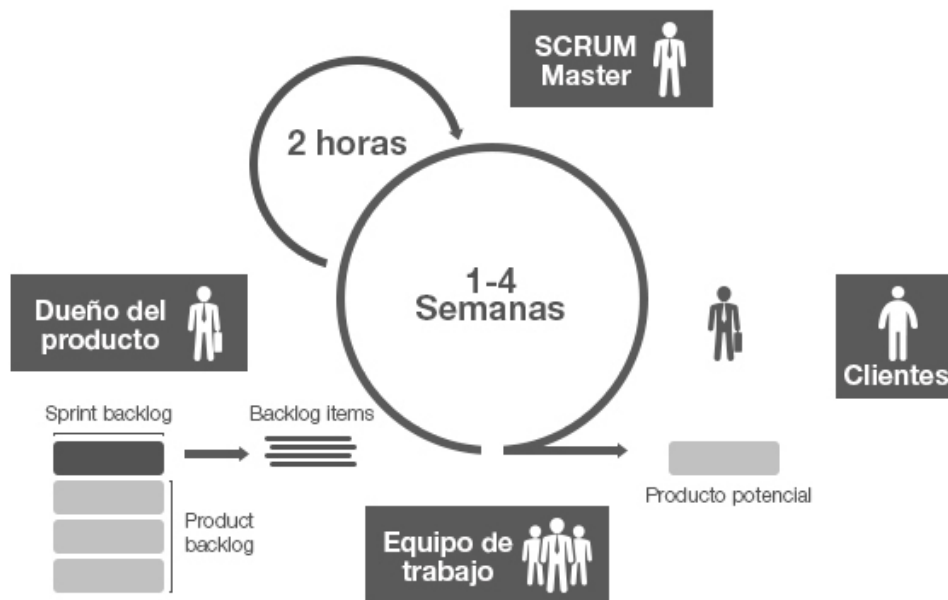 SCRUM
Master
2 horas
1-4
Semanas
Dueño del
producto
Clientes
Sprint backlog
Backlog items
Product
backlog
Producto potencial
Equipo de
trabajo